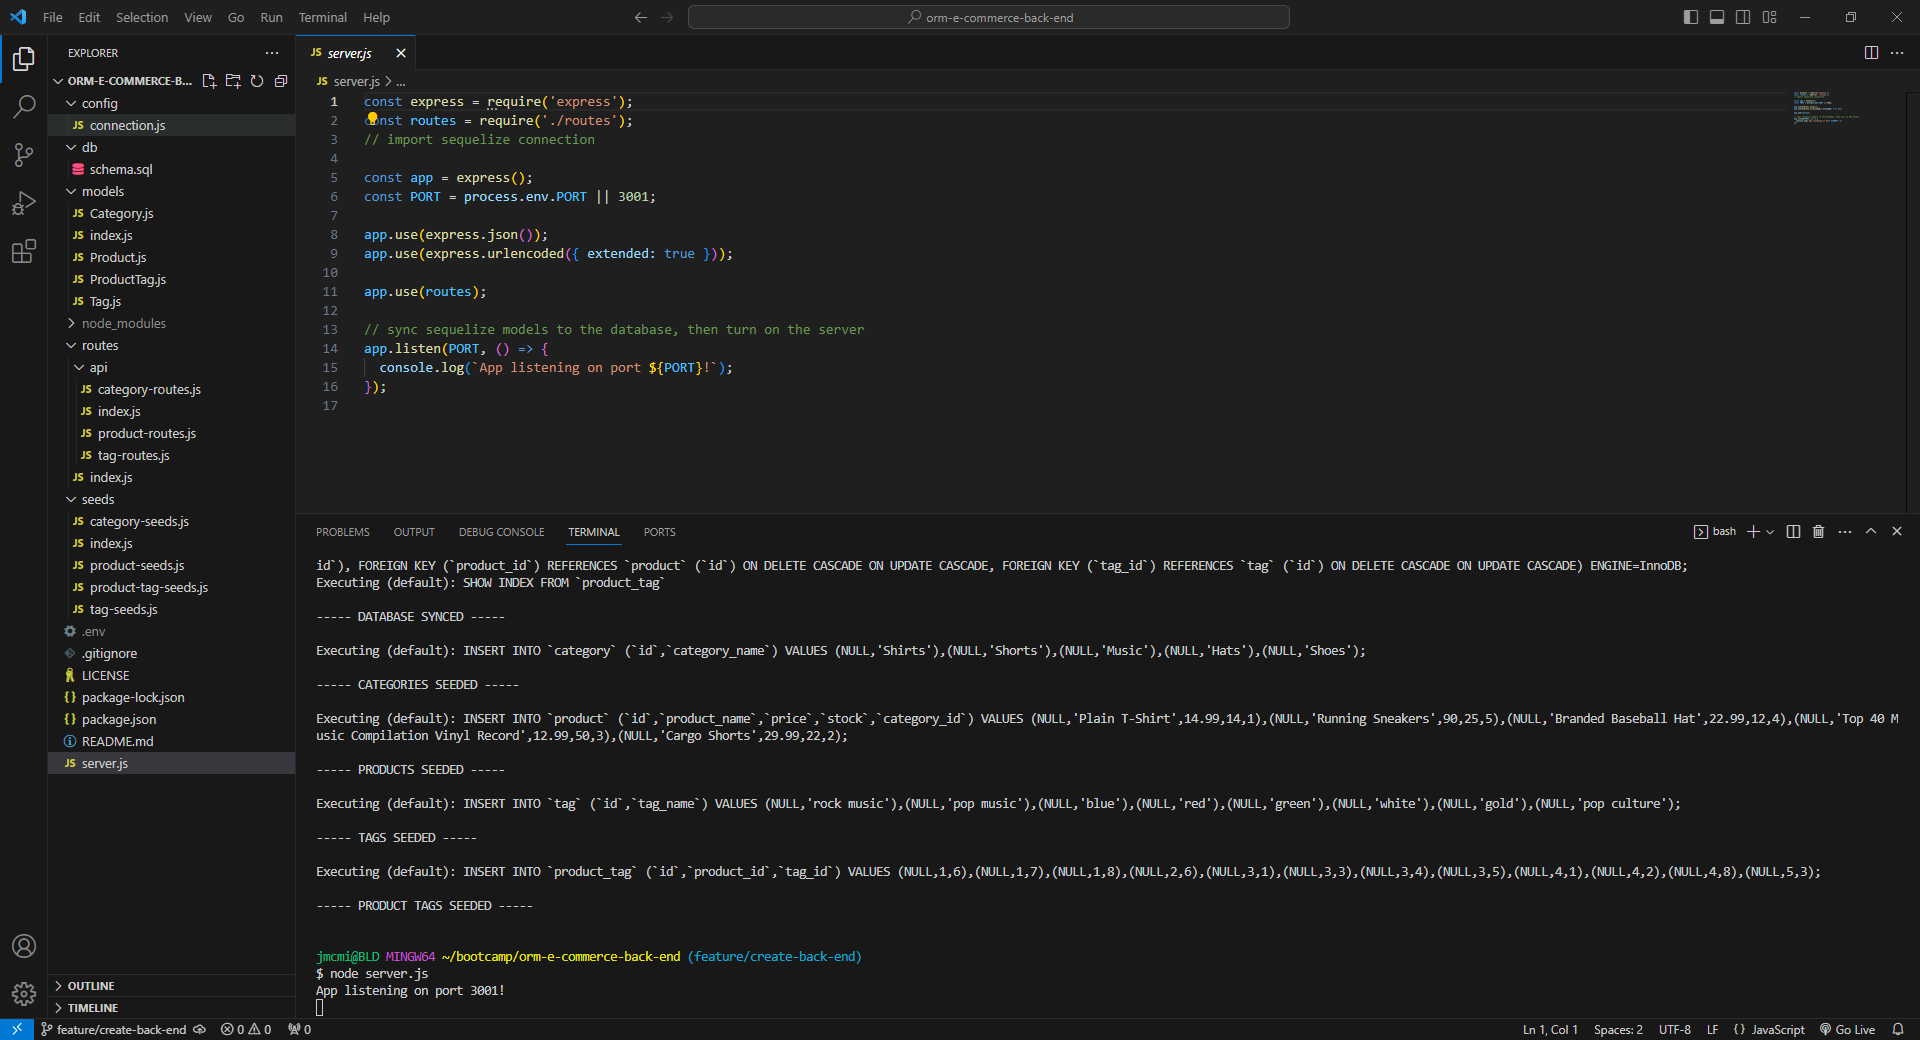 File Edit Selection View Go Run Terminal Help
orm-e-commerce-back-end
EXPLORER
ORM-E-COMMERCE-B...
config
JS connection.js
db
schema.sql
models
JS Category.js
JS index.js
JS Product.js
JS ProductTag.js
JS Tag.js
node_modules
routes
api
JS category-routes.js
JS index.js
JS product-routes.js
JS tag-routes.js
JS index.js
seeds
JS category-seeds.js
JS index.js
JS product-seeds.js
JS product-tag-seeds.js
JS tag-seeds.js
.env
.gitignore
LICENSE
{} package-lock.json
{} package.json
README.md
JS server.js
OUTLINE
TIMELINE
JS server.js
JS server.js > ...
1 const express = require('express');
2 const routes = require('./routes');
3 // import sequelize connection
4
5 const app = express();
6 const PORT = process.env.PORT || 3001;
7
8 app.use(express.json());
9 app.use(express.urlencoded({ extended: true }));
10
11 app.use(routes);
12
13 // sync sequelize models to the database, then turn on the server
14 app.listen(PORT, () => {
15 console.log(`App listening on port ${PORT}!`);
16 });
17
PROBLEMS OUTPUT DEBUG CONSOLE TERMINAL PORTS
bash
id`), FOREIGN KEY (`product_id`) REFERENCES `product` (`id`) ON DELETE CASCADE ON UPDATE CASCADE, FOREIGN KEY (`tag_id`) REFERENCES `tag` (`id`) ON DELETE CASCADE ON UPDATE CASCADE) ENGINE=InnoDB;
Executing (default): SHOW INDEX FROM `product_tag`
----- DATABASE SYNCED -----
Executing (default): INSERT INTO `category` (`id`,`category_name`) VALUES (NULL,'Shirts'),(NULL,'Shorts'),(NULL,'Music'),(NULL,'Hats'),(NULL,'Shoes');
----- CATEGORIES SEEDED -----
Executing (default): INSERT INTO `product` (`id`,`product_name`,`price`,`stock`,`category_id`) VALUES (NULL,'Plain T-Shirt',14.99,14,1),(NULL,'Running Sneakers',90,25,5),(NULL,'Branded Baseball Hat',22.99,12,4),(NULL,'Top 40 M
usic Compilation Vinyl Record',12.99,50,3),(NULL,'Cargo Shorts',29.99,22,2);
----- PRODUCTS SEEDED -----
Executing (default): INSERT INTO `tag` (`id`,`tag_name`) VALUES (NULL,'rock music'),(NULL,'pop music'),(NULL,'blue'),(NULL,'red'),(NULL,'green'),(NULL,'white'),(NULL,'gold'),(NULL,'pop culture');
----- TAGS SEEDED -----
Executing (default): INSERT INTO `product_tag` (`id`,`product_id`,`tag_id`) VALUES (NULL,1,6),(NULL,1,7),(NULL,1,8),(NULL,2,6),(NULL,3,1),(NULL,3,3),(NULL,3,4),(NULL,3,5),(NULL,4,1),(NULL,4,2),(NULL,4,8),(NULL,5,3);
----- PRODUCT TAGS SEEDED -----
jmcmi@BLD MINGW64 ~/bootcamp/orm-e-commerce-back-end (feature/create-back-end)
$ node server.js
App listening on port 3001!
feature/create-back-end 0 0 0
Ln 1, Col 1 Spaces: 2 UTF-8 LF {} JavaScript Go Live